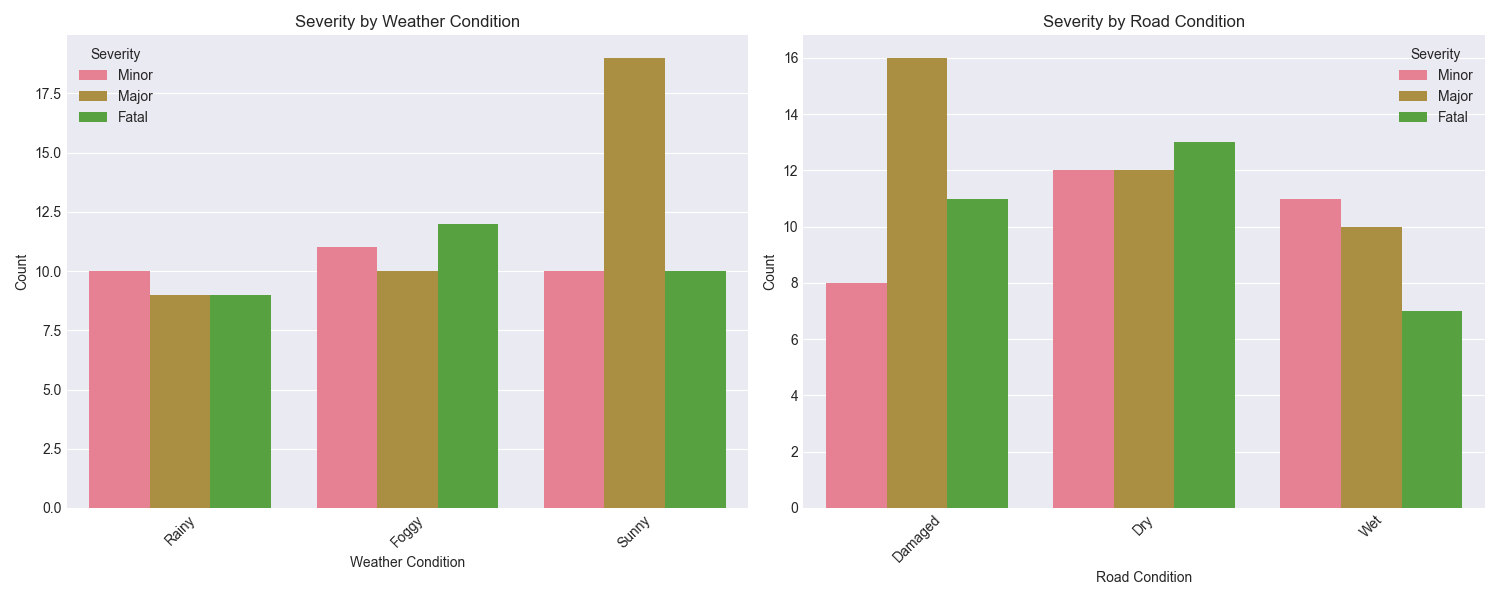 Severity by Weather Condition
Severity
Minor
Major
Fatal
17.5
15.0
12.5
10.0
7.5
5.0
2.5
0.0
Count
Rainy
Foggy
Sunny
Weather Condition
Severity by Road Condition
Severity
Minor
Major
Fatal
16
14
12
10
8
6
4
2
0
Count
Damaged
Dry
Wet
Road Condition